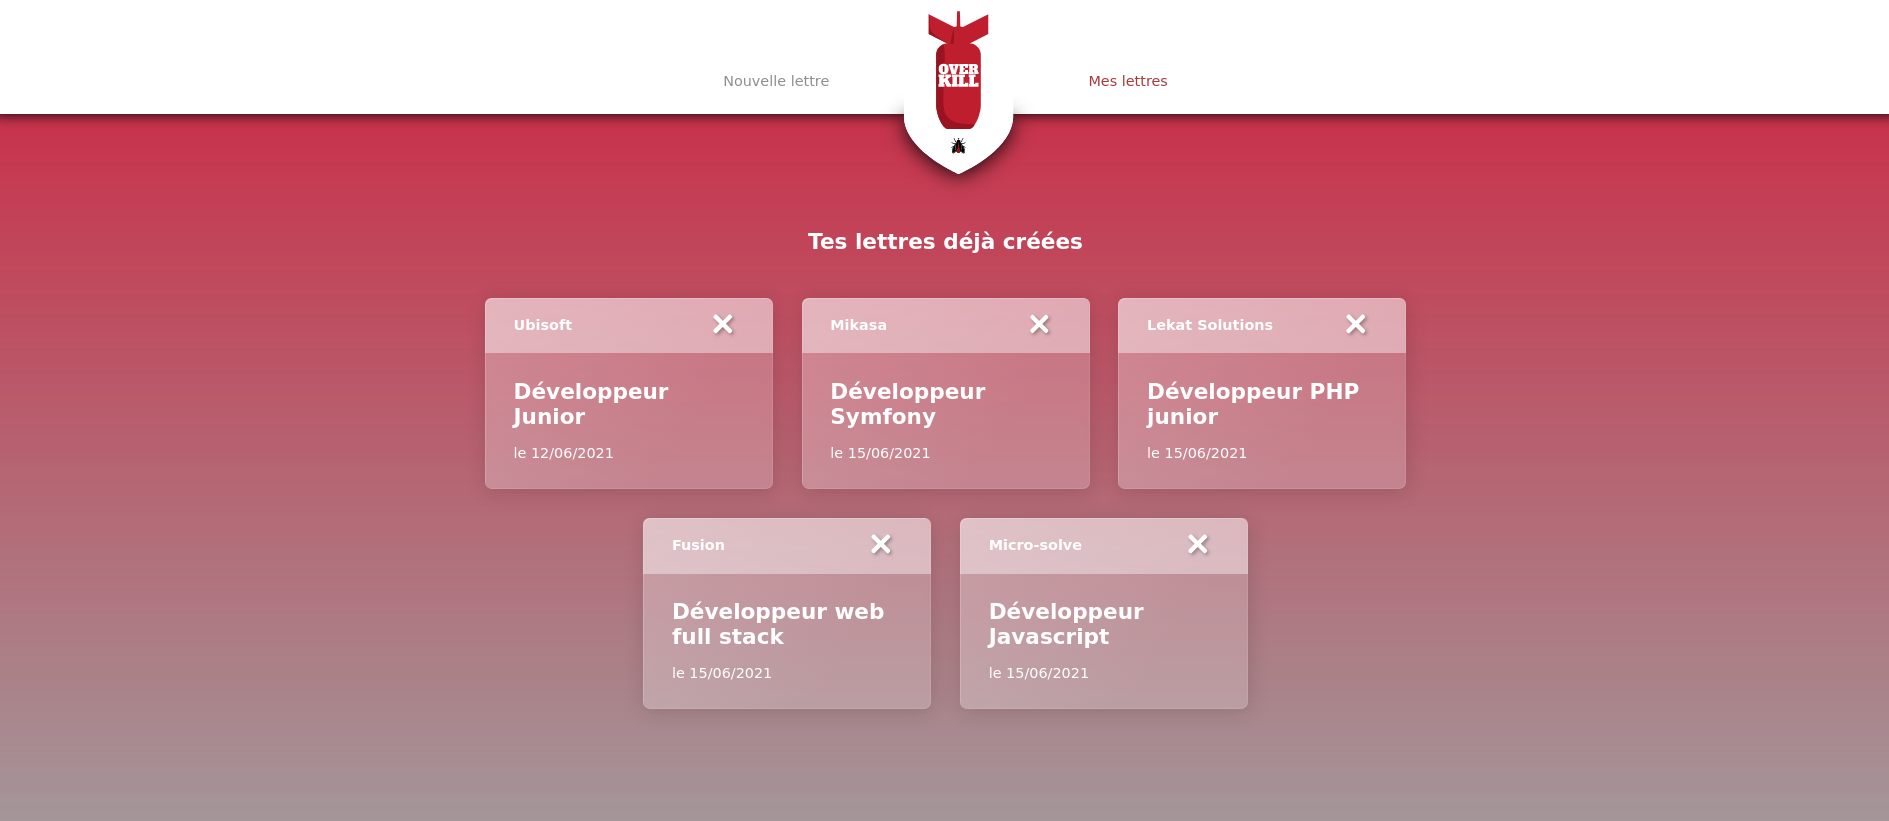 OVER
KILL
Nouvelle lettre
Mes lettres
Tes lettres déjà créées
Ubisoft
Développeur
Junior
le 12/06/2021
Mikasa
Développeur
Symfony
le 15/06/2021
Lekat Solutions
Développeur PHP
junior
le 15/06/2021
Fusion
Développeur web
full stack
le 15/06/2021
Micro-solve
Développeur
Javascript
le 15/06/2021